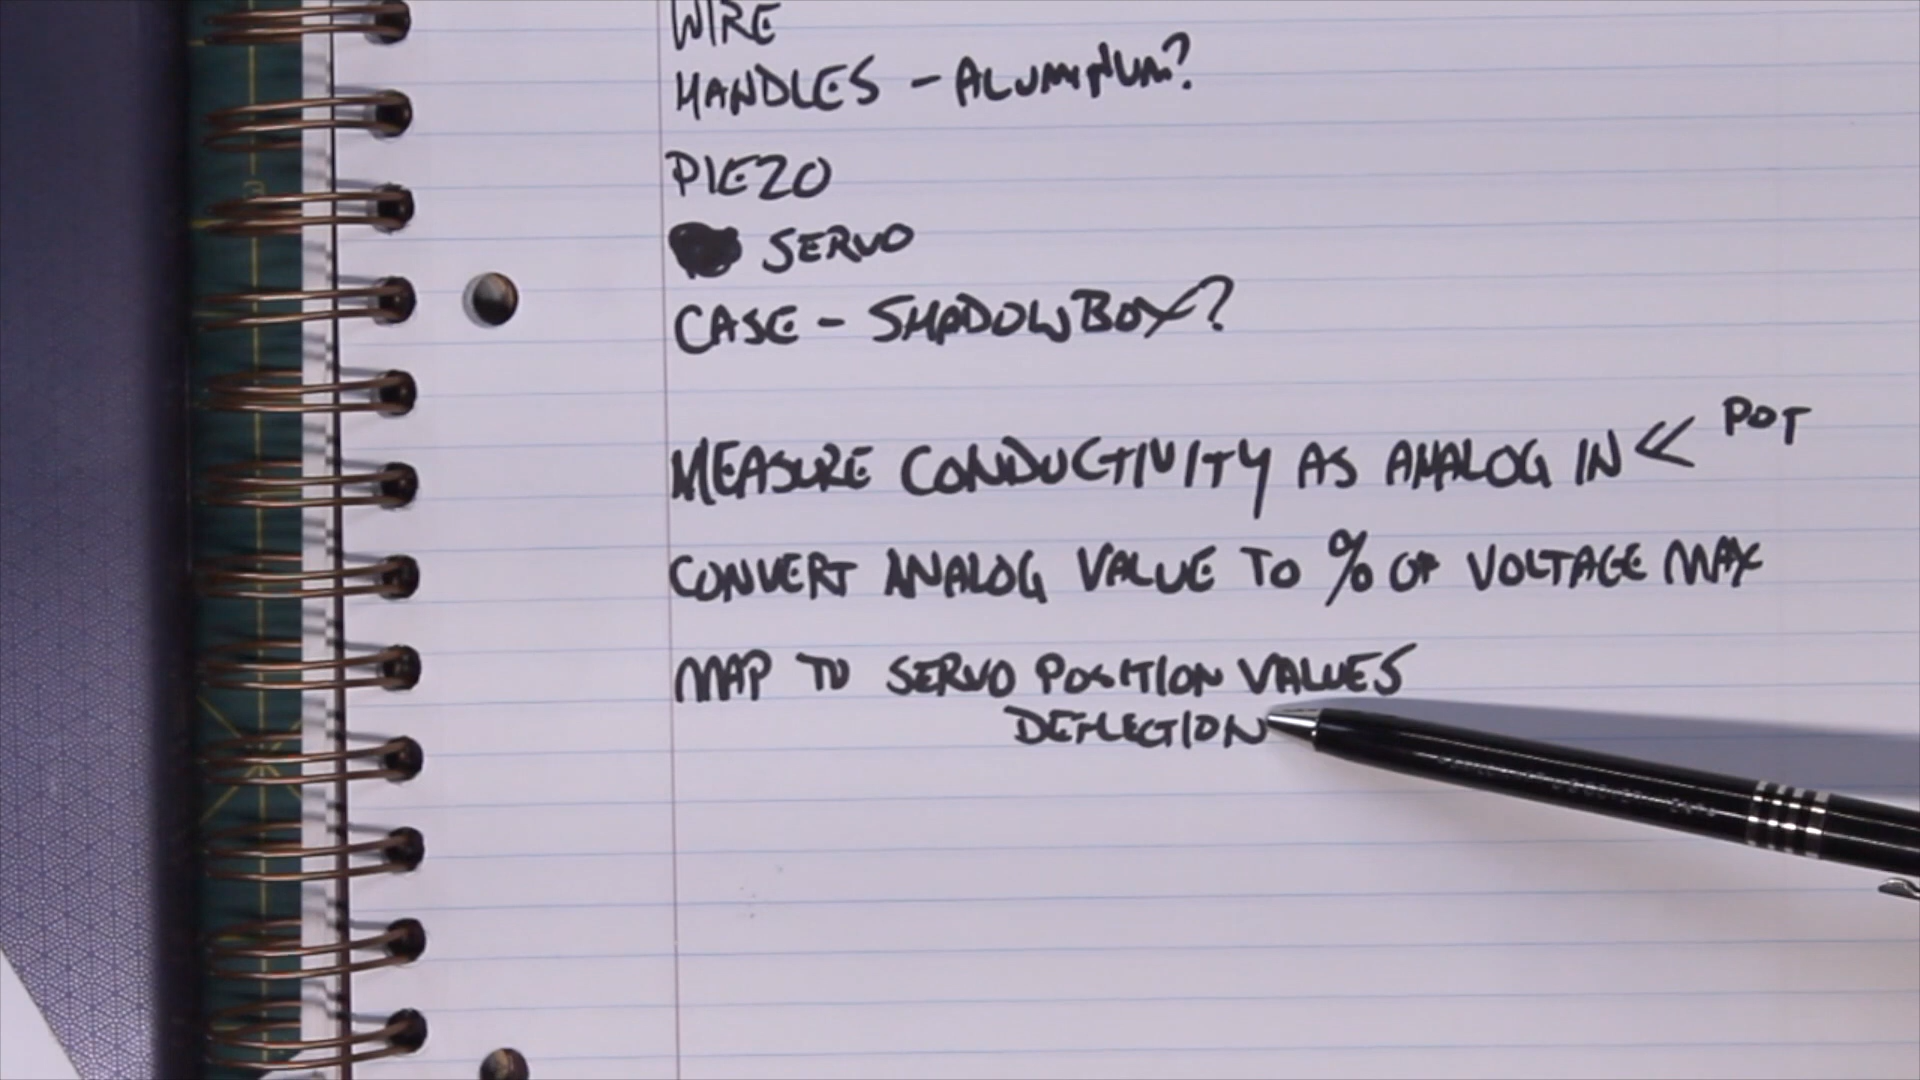 WIRE
HANDLES - ALUMINUM?
PIEZO
SERVO
CASE - SHADOWBOX?
MEASURE CONDUCTIVITY AS ANALOG IN << POT
CONVERT ANALOG VALUE TO % OF VOLTAGE MAX
MAP TO SERVO POSITION VALUES
DEFLECTION